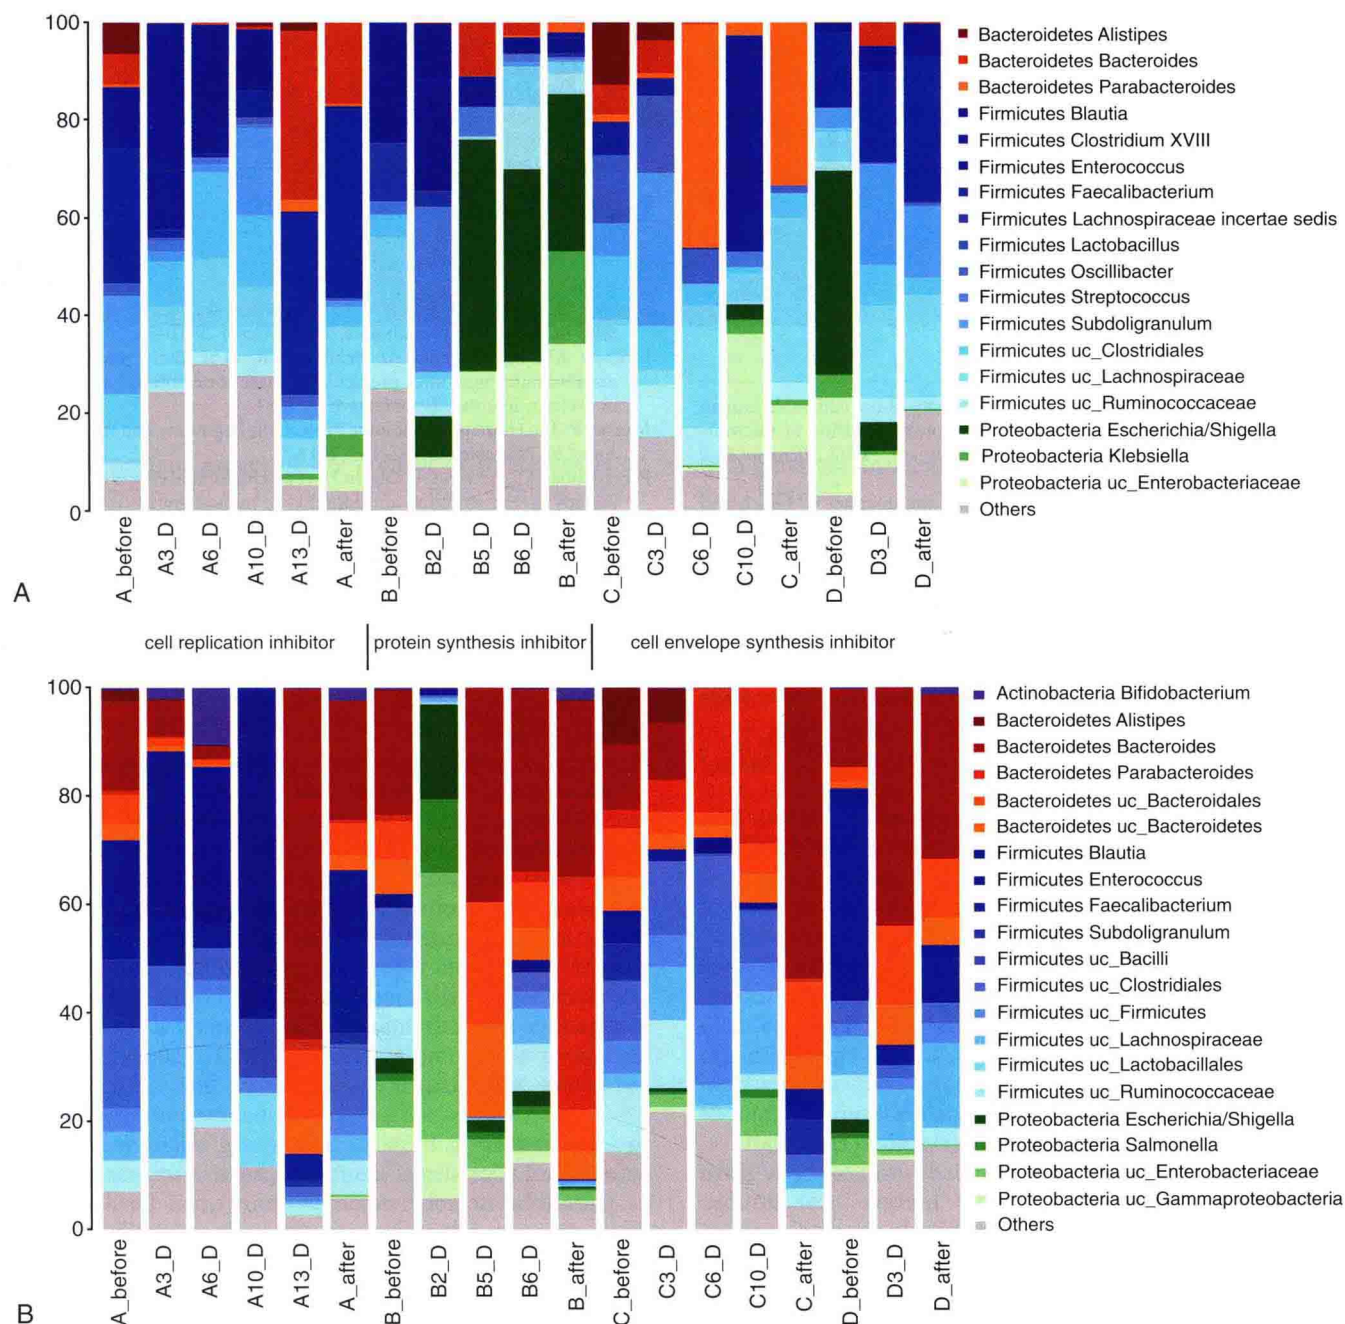 100
80
60
40
20
0
Bacteroidetes Alistipes
Bacteroidetes Bacteroides
Bacteroidetes Parabacteroides
Firmicutes Blautia
Firmicutes Clostridium XVIII
Firmicutes Enterococcus
Firmicutes Faecalibacterium
Firmicutes Lachnospiraceae incertae sedis
Firmicutes Lactobacillus
Firmicutes Oscillibacter
Firmicutes Streptococcus
Firmicutes Subdoligranulum
Firmicutes uc_Clostridiales
Firmicutes uc_Lachnospiraceae
Firmicutes uc_Ruminococcaceae
Proteobacteria Escherichia/Shigella
Proteobacteria Klebsiella
Proteobacteria uc_Enterobacteriaceae
Others
A_before
A3_D
A6_D
A10_D
A13_D
A_after
B_before
B2_D
B5_D
B6_D
B_after
C_before
C3_D
C6_D
C10_D
C_after
D_before
D3_D
D_after
A
cell replication inhibitor
protein synthesis inhibitor
cell envelope synthesis inhibitor
100
80
60
40
20
0
Actinobacteria Bifidobacterium
Bacteroidetes Alistipes
Bacteroidetes Bacteroides
Bacteroidetes Parabacteroides
Bacteroidetes uc_Bacteroidales
Bacteroidetes uc_Bacteroidetes
Firmicutes Blautia
Firmicutes Enterococcus
Firmicutes Faecalibacterium
Firmicutes Subdoligranulum
Firmicutes uc_Bacilli
Firmicutes uc_Clostridiales
Firmicutes uc_Firmicutes
Firmicutes uc_Lachnospiraceae
Firmicutes uc_Lactobacillales
Firmicutes uc_Ruminococcaceae
Proteobacteria Escherichia/Shigella
Proteobacteria Salmonella
Proteobacteria uc_Enterobacteriaceae
Proteobacteria uc_Gammaproteobacteria
Others
A_before
A3_D
A6_D
A10_D
A13_D
A_after
B_before
B2_D
B5_D
B6_D
B_after
C_before
C3_D
C6_D
C10_D
C_after
D_before
D3_D
D_after
B